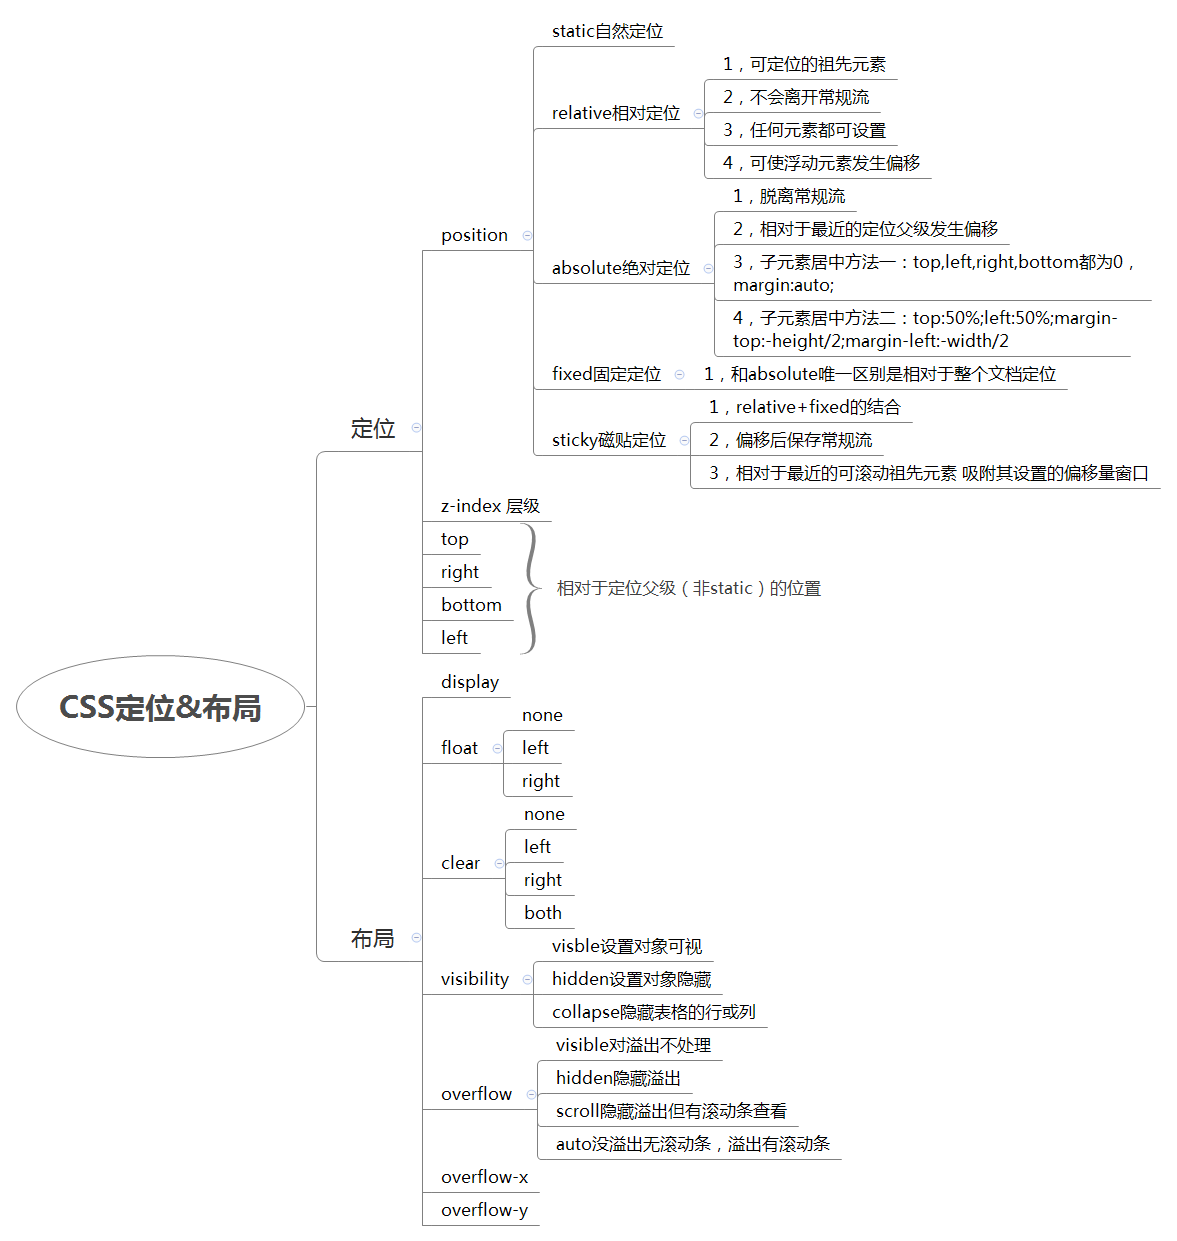 static自然定位
1，可定位的祖先元素
2，不会离开常规流
relative相对定位
3，任何元素都可设置
4，可使浮动元素发生偏移
1，脱离常规流
position
2，相对于最近的定位父级发生偏移
absolute绝对定位
3，子元素居中方法一：top,left,right,bottom都为0，
margin:auto;
4，子元素居中方法二：top:50%;left:50%;margin-
top:-height/2;margin-left:-width/2
fixed固定定位
1，和absolute唯一区别是相对于整个文档定位
定位
1，relative+fixed的结合
sticky磁贴定位
2，偏移后保存常规流
3，相对于最近的可滚动祖先元素 吸附其设置的偏移量窗口
z-index 层级
top
right
相对于定位父级（非static）的位置
bottom
left
CSS定位&布局
display
none
float
left
right
none
left
clear
right
both
布局
visble设置对象可视
visibility
hidden设置对象隐藏
collapse隐藏表格的行或列
visible对溢出不处理
hidden隐藏溢出
overflow
scroll隐藏溢出但有滚动条查看
auto没溢出无滚动条，溢出有滚动条
overflow-x
overflow-y